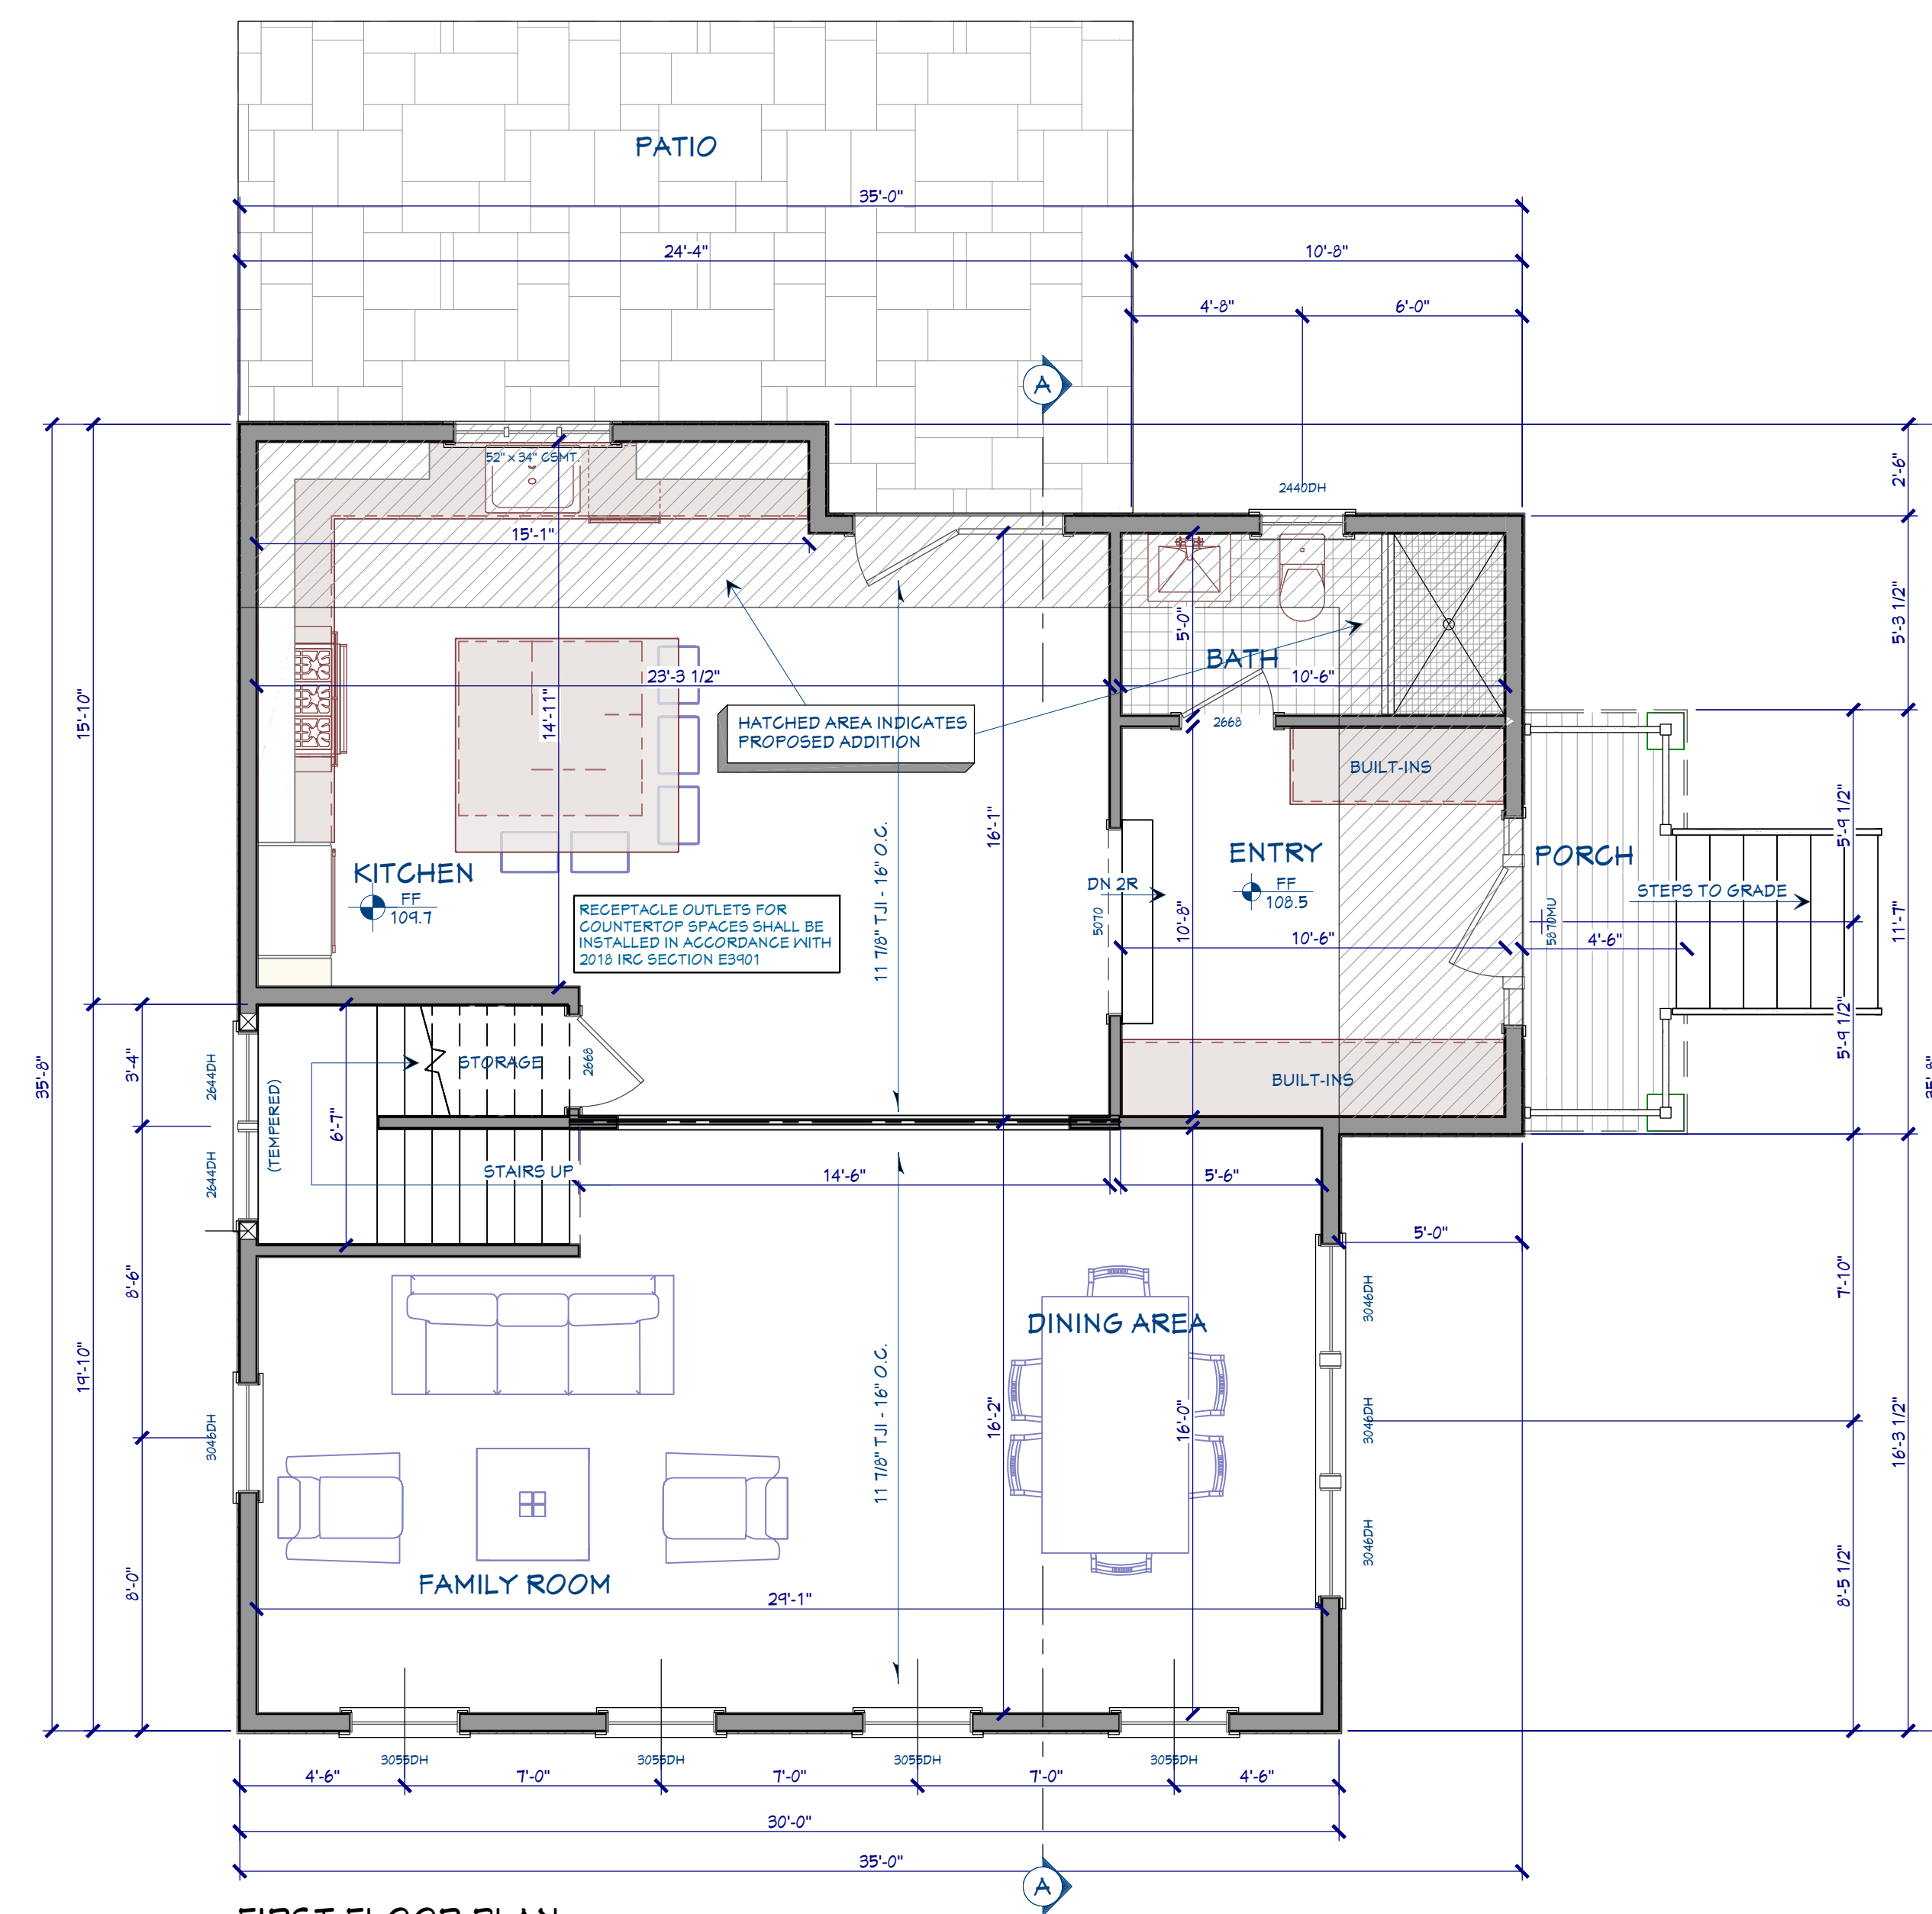 PATIO
35'-0"
24'-4"
10'-8"
4'-8"
6'-0"
A
2440DH
52" x 34" CSMT.
15'-1"
2'-6"
5'-3 1/2"
5'-0"
BATH
10'-6"
23'-3 1/2"
14'-11"
15'-10"
HATCHED AREA INDICATES
PROPOSED ADDITION
2668
BUILT-INS
16'-1"
11 7/8" TJI - 16" O.C.
KITCHEN
FF
109.7
RECEPTACLE OUTLETS FOR
COUNTERTOP SPACES SHALL BE
INSTALLED IN ACCORDANCE WITH
2018 IRC SECTION E3901
ENTRY
FF
108.5
DN 2R
5070
10'-8"
10'-6"
PORCH
STEPS TO GRADE
5870MU
4'-6"
5'-9 1/2"
5'-9 1/2"
11'-7"
35'-8"
35'-8"
3'-4"
2644DH
2644DH
(TEMPERED)
6'-7"
STORAGE
2668
BUILT-INS
STAIRS UP
14'-6"
5'-6"
5'-0"
8'-6"
19'-10"
3046DH
8'-0"
DINING AREA
3046DH
3046DH
3046DH
7'-10"
8'-5 1/2"
16'-3 1/2"
11 7/8" TJI - 16" O.C.
16'-2"
16'-0"
FAMILY ROOM
29'-1"
3055DH
3055DH
3055DH
3055DH
4'-6"
7'-0"
7'-0"
7'-0"
4'-6"
30'-0"
35'-0"
A
FIRST FLOOR PLAN